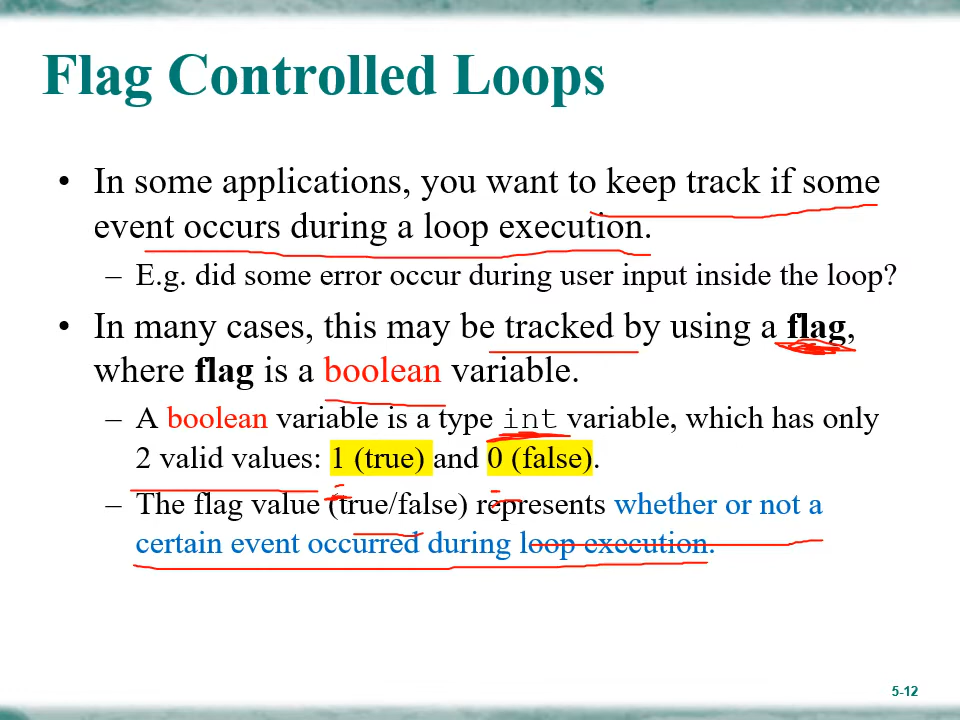 Flag Controlled Loops
• In some applications, you want to keep track if some
event occurs during a loop execution.
– E.g. did some error occur during user input inside the loop?
• In many cases, this may be tracked by using a flag,
where flag is a boolean variable.
– A boolean variable is a type int variable, which has only
2 valid values: 1 (true) and 0 (false).
– The flag value (true/false) represents whether or not a
certain event occurred during loop execution.
5-12